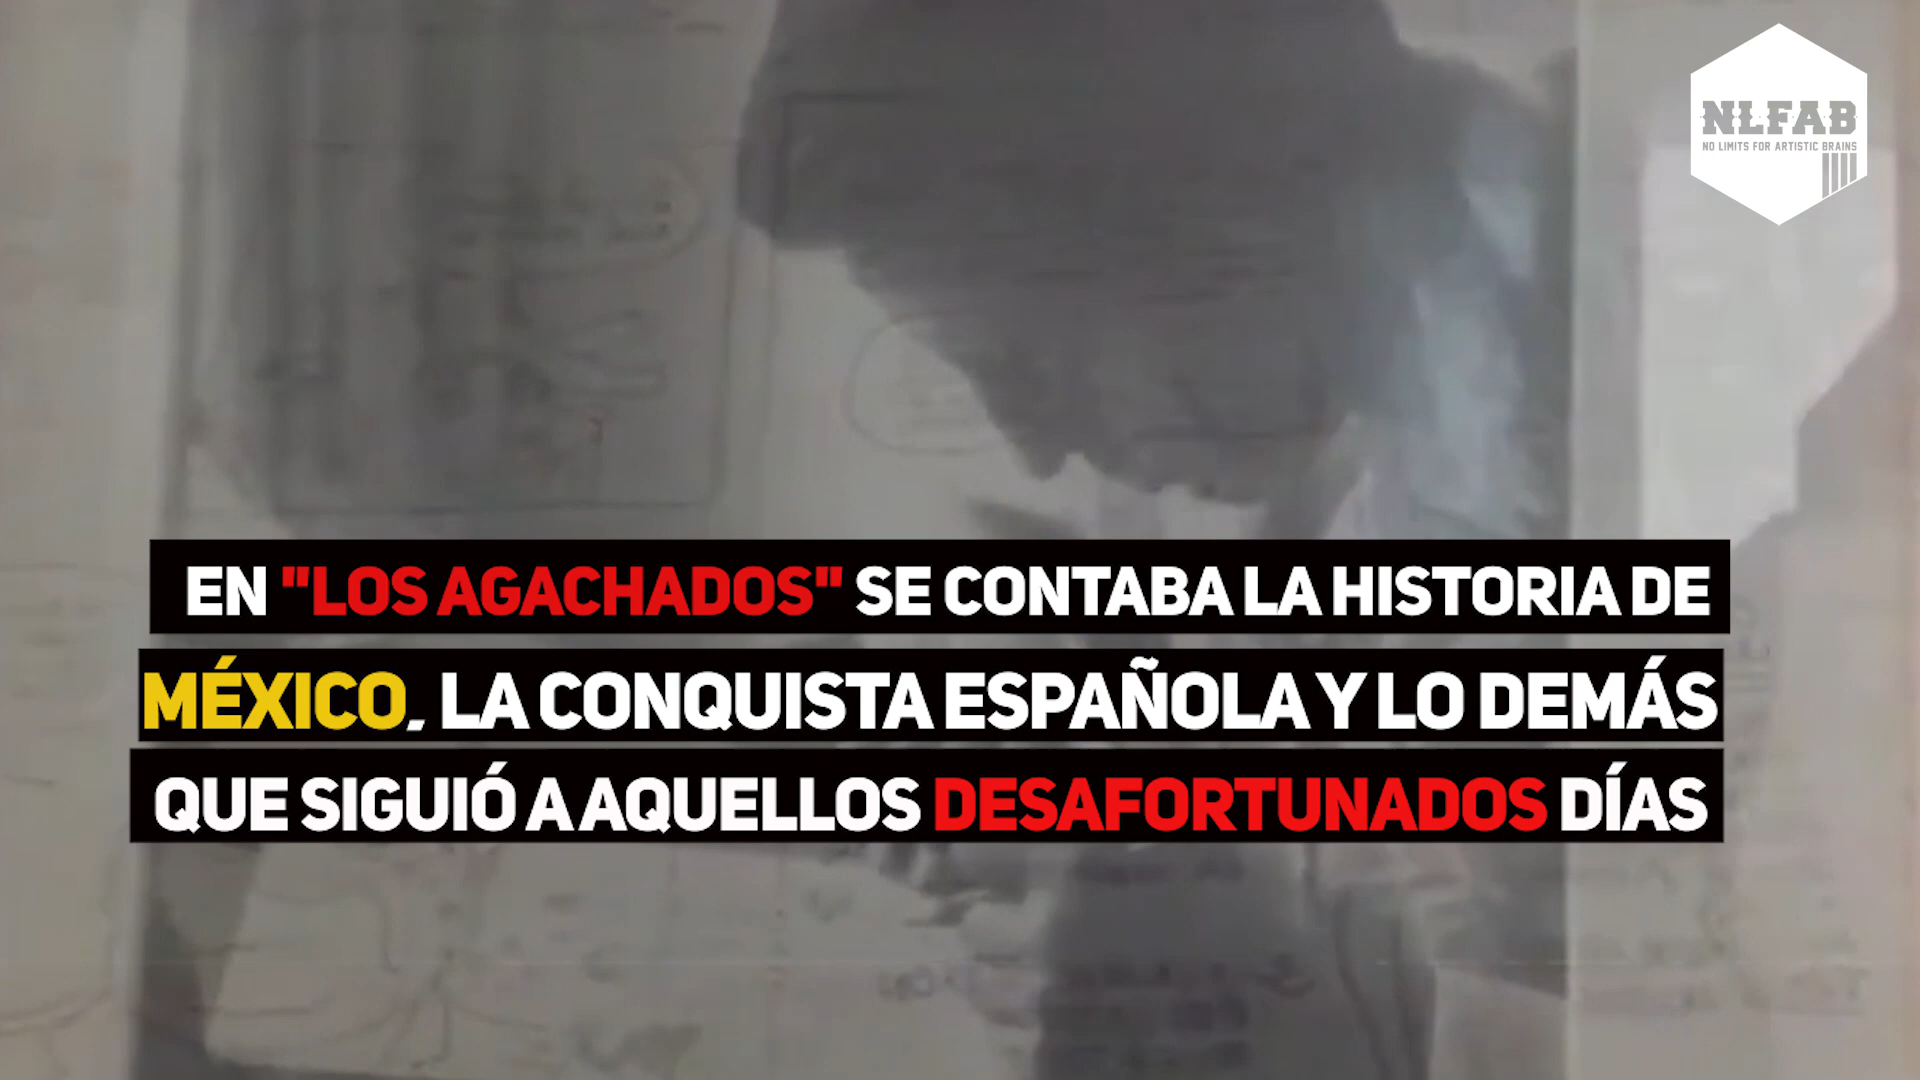 NLFAB
NO LIMITS FOR ARTISTIC BRAINS
EN "LOS AGACHADOS" SE CONTABA LA HISTORIA DE
MÉXICO, LA CONQUISTA ESPAÑOLA Y LO DEMÁS
QUE SIGUIÓ A AQUELLOS DESAFORTUNADOS DÍAS